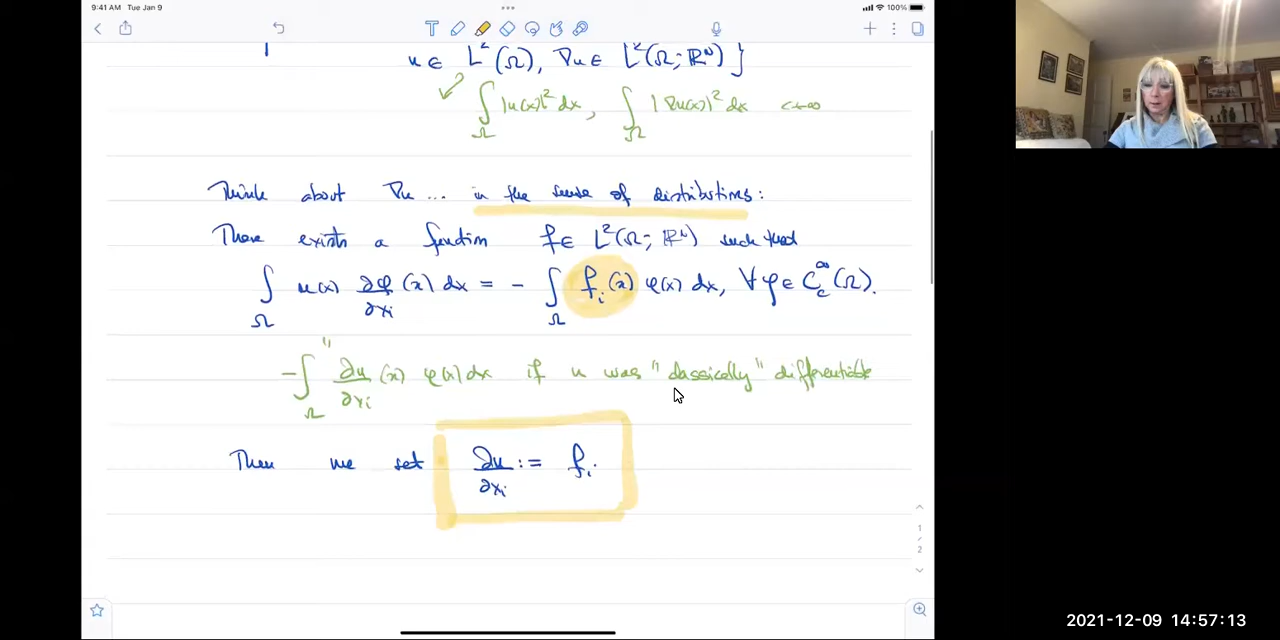 9:41 AM Tue Jan 9
100%
u ∈ L²(Ω), ∇u ∈ L²(Ω; ℝᴺ) }
∫_Ω |u(x)|² dx, ∫_Ω |∇u(x)|² dx < +∞
Think about ∇u ... in the sense of distributions:
There exists a function f ∈ L²(Ω; ℝᴺ) such that
∫_Ω u(x) ∂φ/∂xᵢ (x) dx = - ∫_Ω fᵢ(x) φ(x) dx, ∀φ ∈ C_c^∞(Ω).
- ∫_Ω ∂u/∂xᵢ (x) φ(x) dx if u was "classically" differentiable
Then we set ∂u/∂xᵢ := fᵢ
1
/
2
2021-12-09 14:57:13